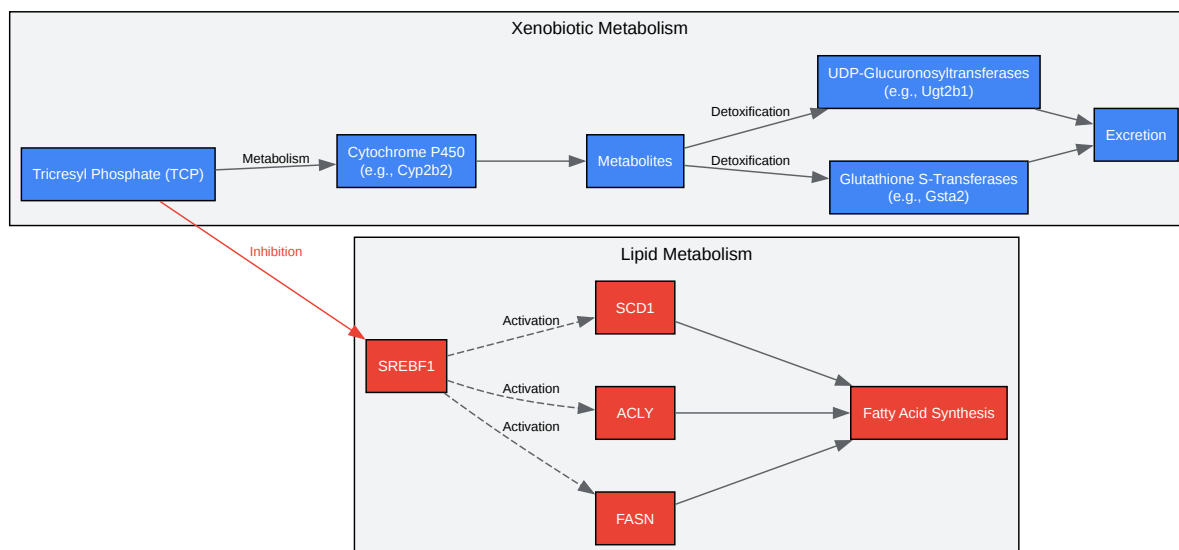 Xenobiotic Metabolism
Tricresyl Phosphate (TCP)
Metabolism
Cytochrome P450
(e.g., Cyp2b2)
Metabolites
Detoxification
Detoxification
UDP-Glucuronosyltransferases
(e.g., Ugt2b1)
Glutathione S-Transferases
(e.g., Gsta2)
Excretion
Inhibition
Lipid Metabolism
SREBF1
Activation
Activation
Activation
SCD1
ACLY
FASN
Fatty Acid Synthesis